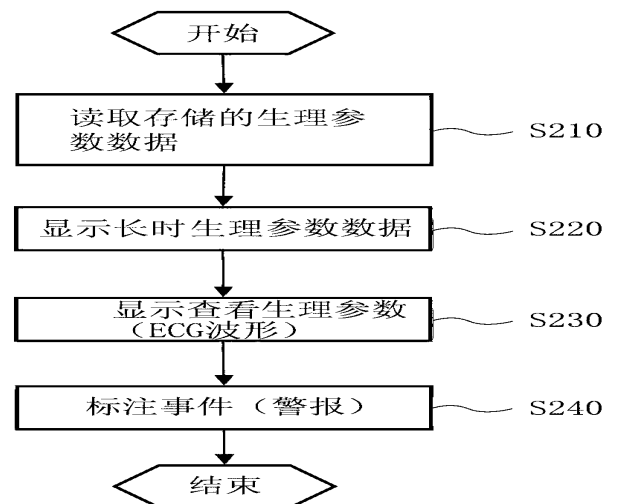 开始
读取存储的生理参
数数据
S210
显示长时生理参数数据
S220
显示查看生理参数
（ECG波形）
S230
标注事件（警报）
S240
结束